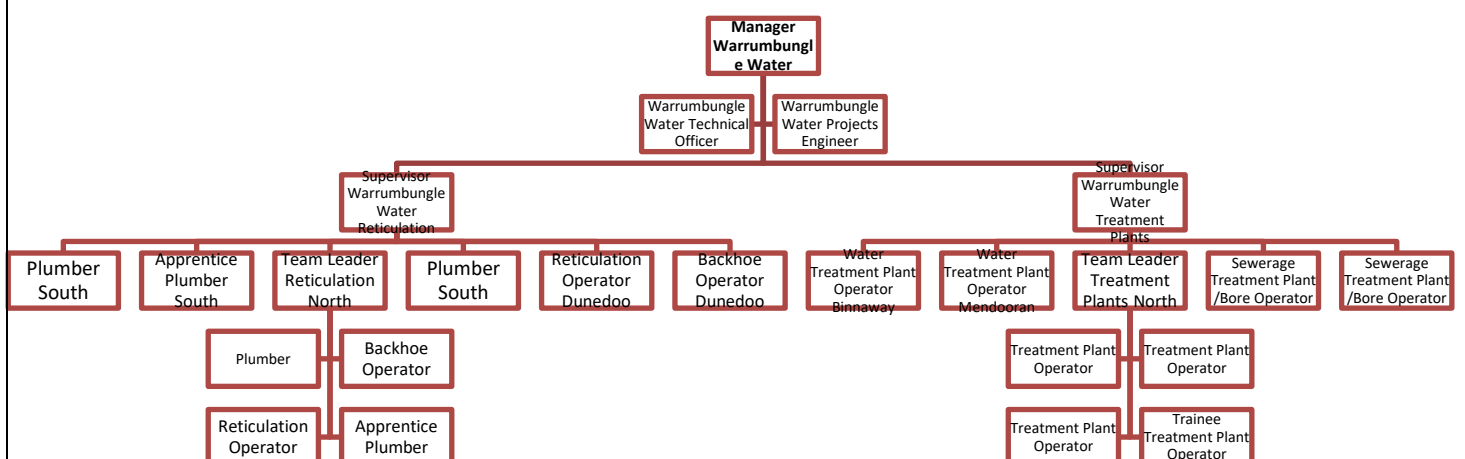 Manager
Warrumbungl
e Water
Warrumbungle
Water Technical
Officer
Warrumbungle
Water Projects
Engineer
Supervisor
Warrumbungle
Water
Reticulation
Supervisor
Warrumbungle
Water
Treatment
Plants
Plumber
South
Apprentice
Plumber
South
Team Leader
Reticulation
North
Plumber
South
Reticulation
Operator
Dunedoo
Backhoe
Operator
Dunedoo
Water
Treatment Plant
Operator
Binnaway
Water
Treatment Plant
Operator
Mendooran
Team Leader
Treatment
Plants North
Sewerage
Treatment Plant
/Bore Operator
Sewerage
Treatment Plant
/Bore Operator
Plumber
Backhoe
Operator
Treatment Plant
Operator
Treatment Plant
Operator
Reticulation
Operator
Apprentice
Plumber
Treatment Plant
Operator
Trainee
Treatment Plant
Operator